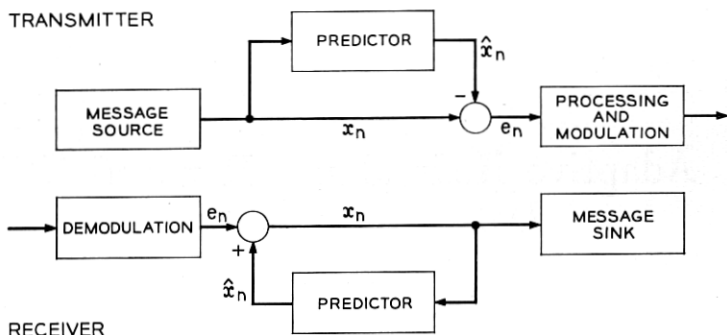 TRANSMITTER
PREDICTOR
x̂n
MESSAGE
SOURCE
xn
−
en
PROCESSING
AND
MODULATION
DEMODULATION
en
+
xn
MESSAGE
SINK
x̂n
PREDICTOR
RECEIVER